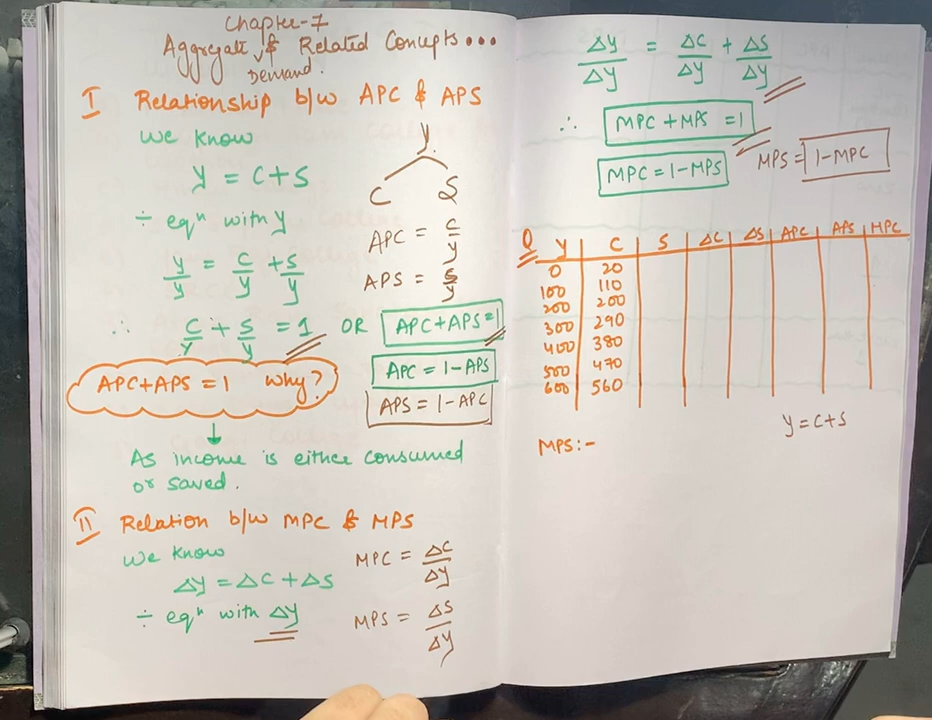 Chapter-7
Aggregate & Related Concepts...
Demand.
I Relationship b/w APC & APS
We know
y = C+S
÷ eqⁿ with y
y/y = C/y + S/y
∴ C/y + S/y = 1 OR APC+APS=1
y
C S
APC = C/y
APS = S/y
APC = 1-APS
APS = 1-APC
APC+APS = 1 why?
↓
As income is either consumed
or saved.
II Relation b/w MPC & MPS
We know
Δy = ΔC + ΔS
÷ eqⁿ with Δy
MPC = ΔC/Δy
MPS = ΔS/Δy
Δy/Δy = ΔC/Δy + ΔS/Δy
∴ MPC + MPS = 1
MPC = 1-MPS MPS = 1-MPC
Q y C S ΔC ΔS APC APS MPC
0 20
100 110
200 200
300 290
400 380
500 470
600 560
y = C+S
MPS:-